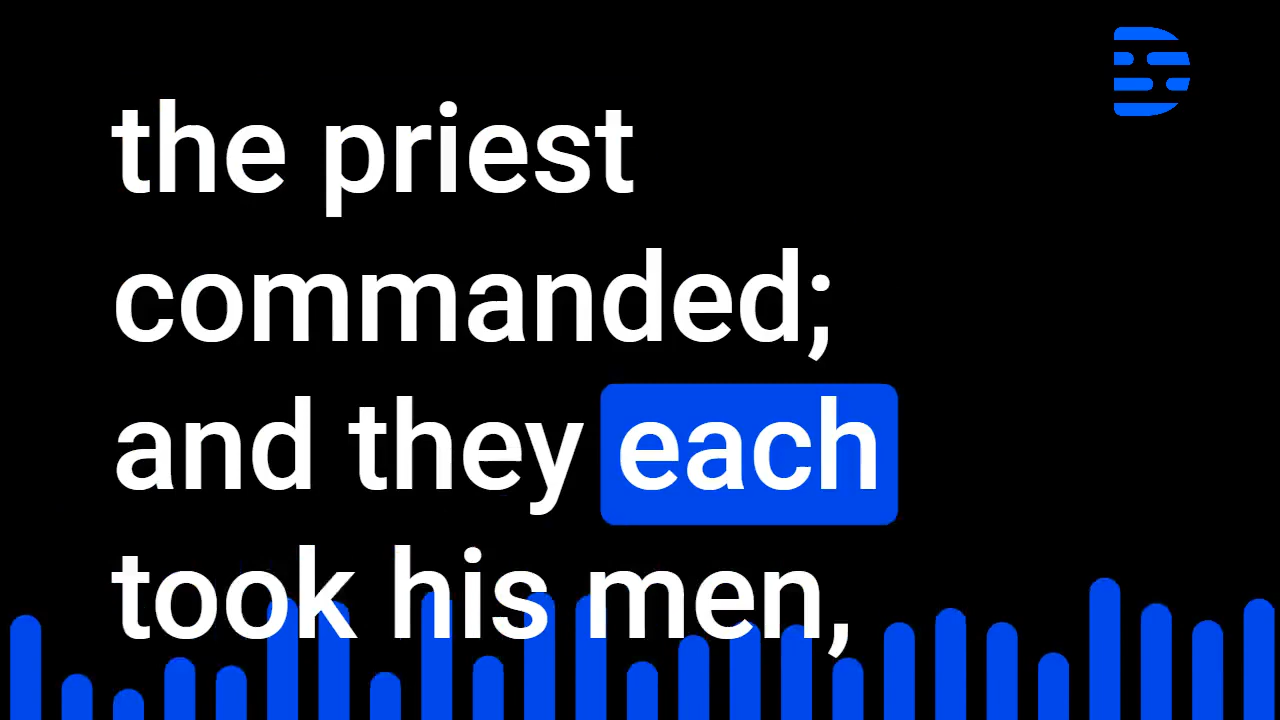 the priest
commanded;
and they each
took his men,